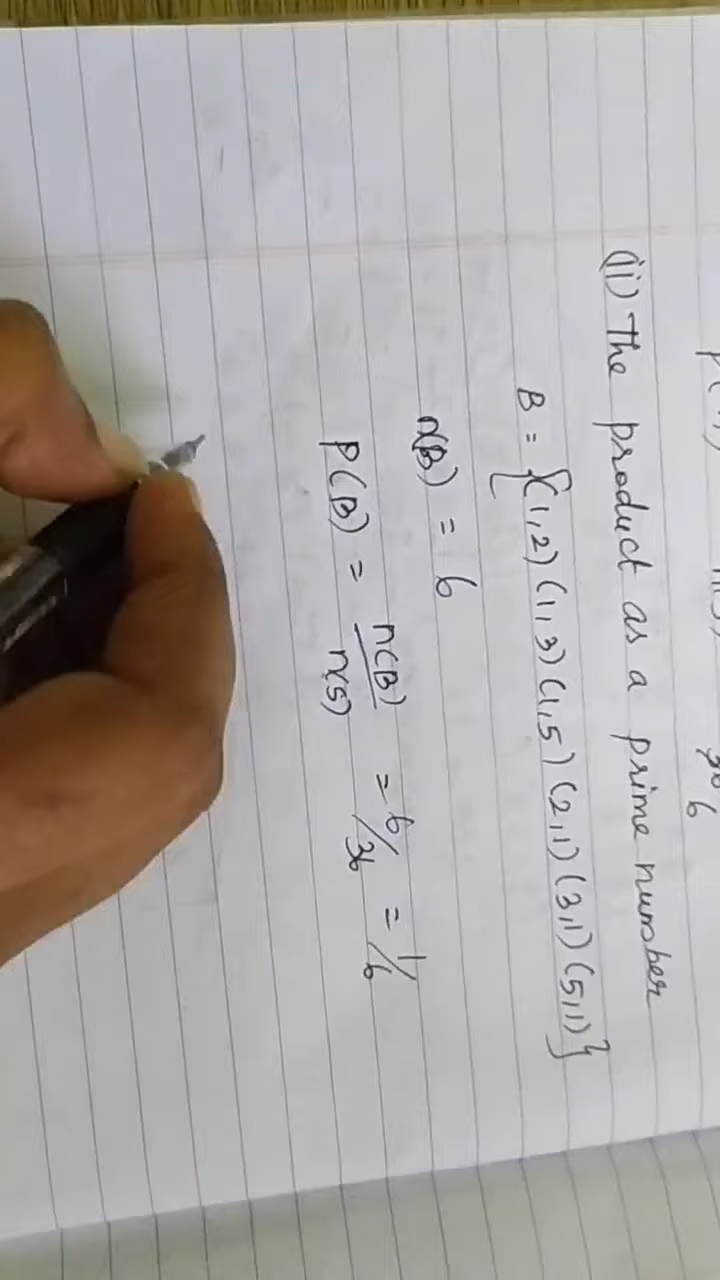 (ii) The product as a prime number
B = {(1,2) (1,3) (1,5) (2,1) (3,1) (5,1)}
n(B) = 6
P(B) = n(B)/n(S) = 6/36 = 1/6